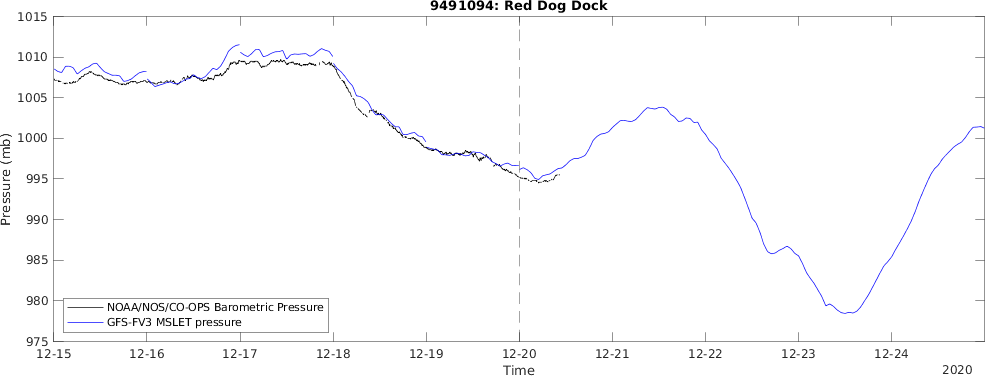 9491094: Red Dog Dock
1015
1010
1005
1000
995
990
985
980
975
Pressure (mb)
NOAA/NOS/CO-OPS Barometric Pressure
GFS-FV3 MSLET pressure
12-15 12-16 12-17 12-18 12-19 12-20 12-21 12-22 12-23 12-24
Time
2020